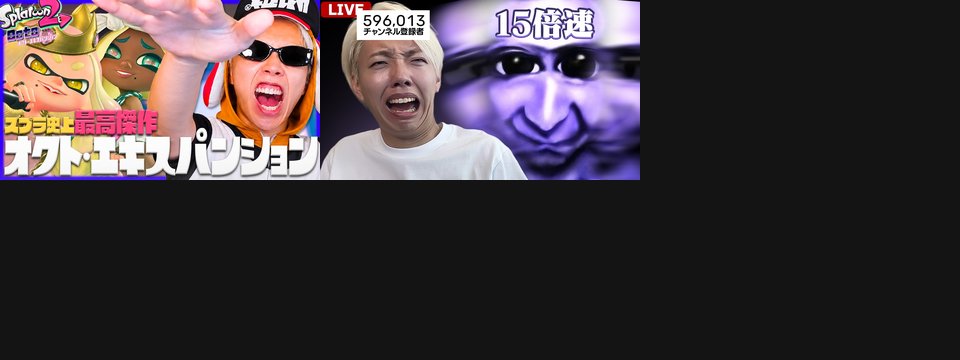 Splatoon 2
スプラ史上最高傑作
オクト・エキスパンション
LIVE
596,013
チャンネル登録者
15倍速